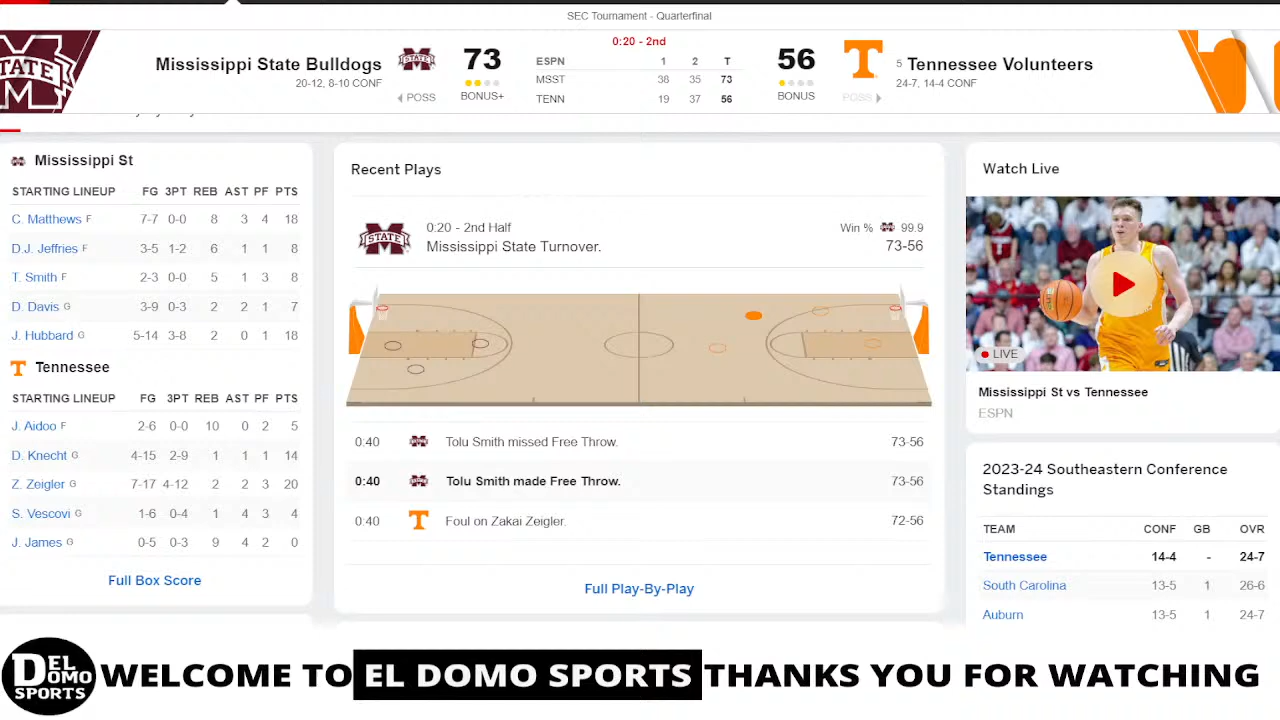 SEC Tournament - Quarterfinal
0:20 - 2nd
Mississippi State Bulldogs
20-12, 8-10 CONF
STATE
POSS
73
BONUS+
ESPN 1 2 T
MSST 38 35 73
TENN 19 37 56
56
BONUS
POSS
5 Tennessee Volunteers
24-7, 14-4 CONF
Mississippi St
STARTING LINEUP FG 3PT REB AST PF PTS
C. Matthews F 7-7 0-0 8 3 4 18
D.J. Jeffries F 3-5 1-2 6 1 1 8
T. Smith F 2-3 0-0 5 1 3 8
D. Davis G 3-9 0-3 2 2 1 7
J. Hubbard G 5-14 3-8 2 0 1 18
Tennessee
STARTING LINEUP FG 3PT REB AST PF PTS
J. Aidoo F 2-6 0-0 10 0 2 5
D. Knecht G 4-15 2-9 1 1 1 14
Z. Zeigler G 7-17 4-12 2 2 3 20
S. Vescovi G 1-6 0-4 1 4 3 4
J. James G 0-5 0-3 9 4 2 0
Full Box Score
Recent Plays
STATE
0:20 - 2nd Half
Mississippi State Turnover.
Win % 99.9
73-56
0:40 Tolu Smith missed Free Throw. 73-56
0:40 Tolu Smith made Free Throw. 73-56
0:40 Foul on Zakai Zeigler. 72-56
Full Play-By-Play
Watch Live
LIVE
Mississippi St vs Tennessee
ESPN
2023-24 Southeastern Conference
Standings
TEAM CONF GB OVR
Tennessee 14-4 - 24-7
South Carolina 13-5 1 26-6
Auburn 13-5 1 24-7
DEL
DOMO
SPORTS
WELCOME TO EL DOMO SPORTS THANKS YOU FOR WATCHING